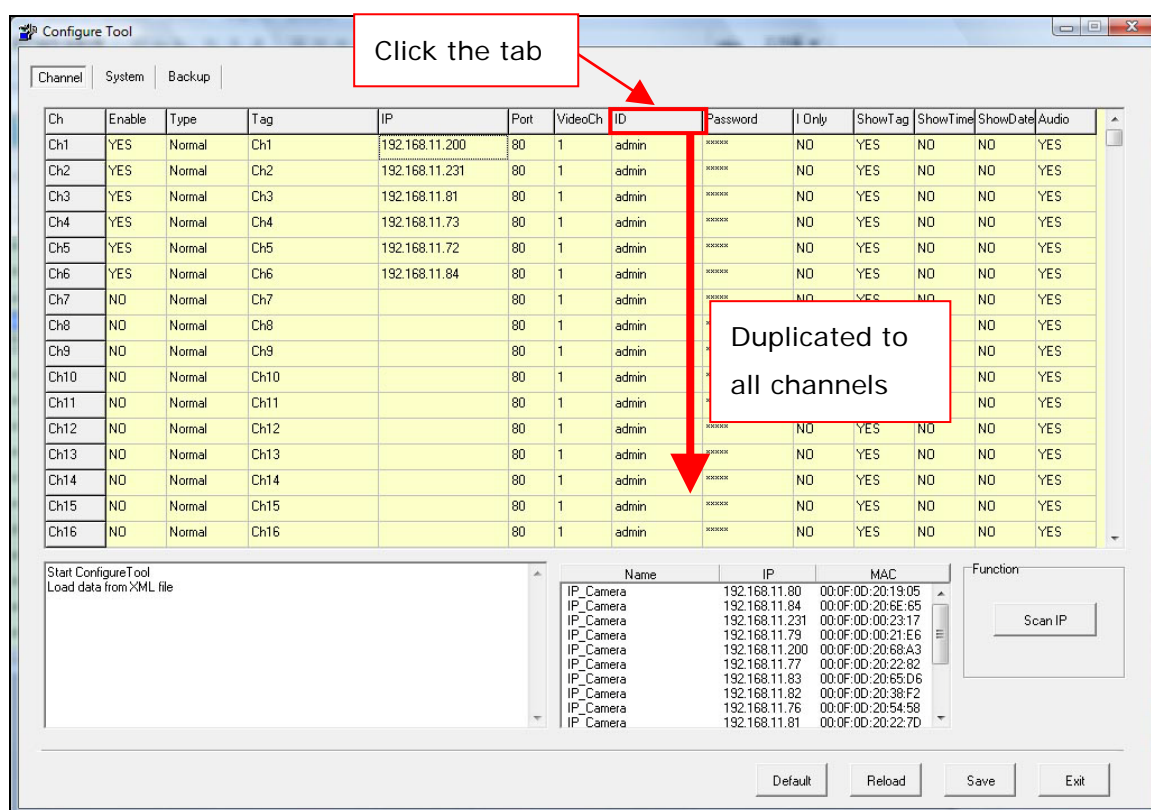 Configure Tool
Click the tab
Channel System Backup
Ch Enable Type Tag IP Port VideoCh ID Password I Only ShowTag ShowTime ShowDate Audio
Ch1 YES Normal Ch1 192.168.11.200 80 1 admin ***** NO YES NO NO YES
Ch2 YES Normal Ch2 192.168.11.231 80 1 admin ***** NO YES NO NO YES
Ch3 YES Normal Ch3 192.168.11.81 80 1 admin ***** NO YES NO NO YES
Ch4 YES Normal Ch4 192.168.11.73 80 1 admin ***** NO YES NO NO YES
Ch5 YES Normal Ch5 192.168.11.72 80 1 admin ***** NO YES NO NO YES
Ch6 YES Normal Ch6 192.168.11.84 80 1 admin ***** NO YES NO NO YES
Ch7 NO Normal Ch7 80 1 admin ***** NO YES NO NO YES
Ch8 NO Normal Ch8 80 1 admin NO YES
Ch9 NO Normal Ch9 80 1 admin NO YES
Ch10 NO Normal Ch10 80 1 admin NO YES
Ch11 NO Normal Ch11 80 1 admin NO YES
Duplicated to
all channels
Ch12 NO Normal Ch12 80 1 admin ***** NO YES NO NO YES
Ch13 NO Normal Ch13 80 1 admin ***** NO YES NO NO YES
Ch14 NO Normal Ch14 80 1 admin ***** NO YES NO NO YES
Ch15 NO Normal Ch15 80 1 admin ***** NO YES NO NO YES
Ch16 NO Normal Ch16 80 1 admin ***** NO YES NO NO YES
Start ConfigureTool
Load data from XML file
Name IP MAC
IP_Camera 192.168.11.80 00:0F:0D:20:19:05
IP_Camera 192.168.11.84 00:0F:0D:20:6E:65
IP_Camera 192.168.11.231 00:0F:0D:00:23:17
IP_Camera 192.168.11.79 00:0F:0D:00:21:E6
IP_Camera 192.168.11.200 00:0F:0D:20:68:A3
IP_Camera 192.168.11.77 00:0F:0D:20:22:82
IP_Camera 192.168.11.83 00:0F:0D:20:65:D6
IP_Camera 192.168.11.82 00:0F:0D:20:38:F2
IP_Camera 192.168.11.76 00:0F:0D:20:54:58
IP_Camera 192.168.11.81 00:0F:0D:20:22:7D
Function
Scan IP
Default Reload Save Exit